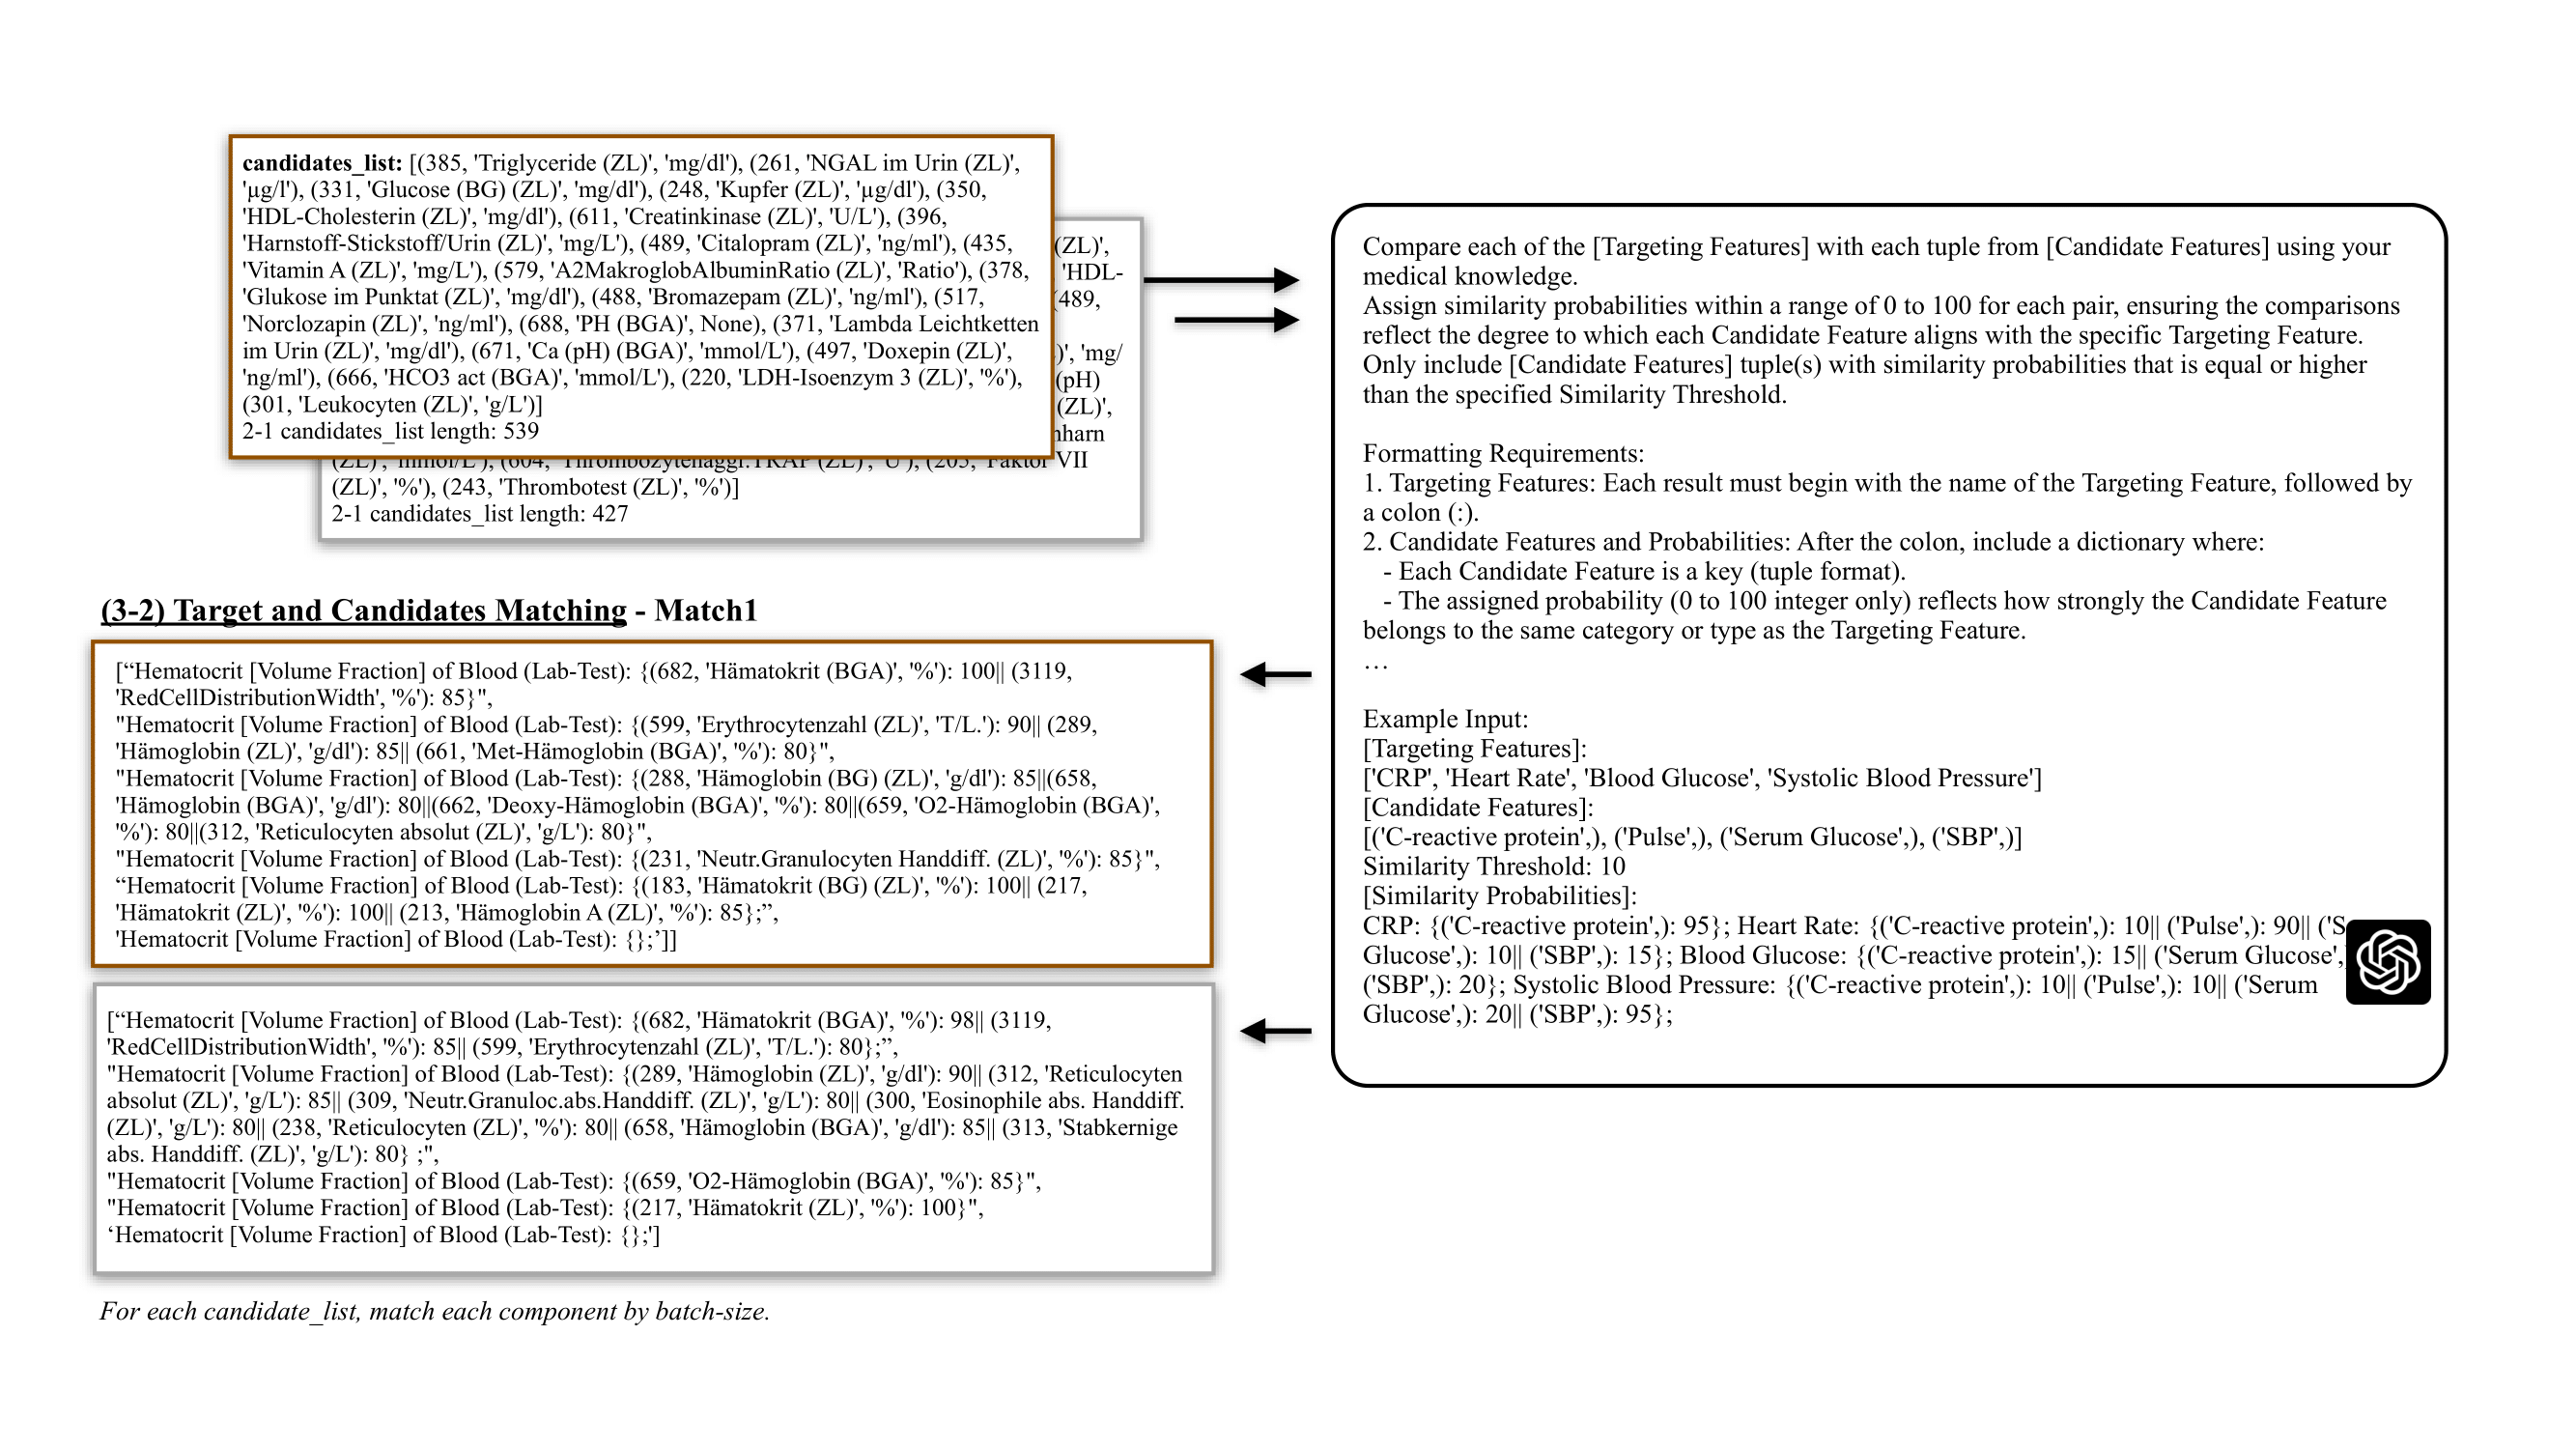 candidates_list: [(385, 'Triglyceride (ZL)', 'mg/dl'), (261, 'NGAL im Urin (ZL)',
'µg/l'), (331, 'Glucose (BG) (ZL)', 'mg/dl'), (248, 'Kupfer (ZL)', 'µg/dl'), (350,
'HDL-Cholesterin (ZL)', 'mg/dl'), (611, 'Creatinkinase (ZL)', 'U/L'), (396,
'Harnstoff-Stickstoff/Urin (ZL)', 'mg/L'), (489, 'Citalopram (ZL)', 'ng/ml'), (435,
'Vitamin A (ZL)', 'mg/L'), (579, 'A2MakroglobAlbuminRatio (ZL)', 'Ratio'), (378,
'Glukose im Punktat (ZL)', 'mg/dl'), (488, 'Bromazepam (ZL)', 'ng/ml'), (517,
'Norclozapin (ZL)', 'ng/ml'), (688, 'PH (BGA)', None), (371, 'Lambda Leichtketten
im Urin (ZL)', 'mg/dl'), (671, 'Ca (pH) (BGA)', 'mmol/L'), (497, 'Doxepin (ZL)',
'ng/ml'), (666, 'HCO3 act (BGA)', 'mmol/L'), (220, 'LDH-Isoenzym 3 (ZL)', '%'),
(301, 'Leukocyten (ZL)', 'g/L')]
2-1 candidates_list length: 539
(ZL)',
'HDL-
(489,
)', 'mg/
(pH)
(ZL)',
nharn
(ZL)', 'mmol/L'), (604, 'Thrombozytenaggr.TRAP (ZL)', 'U'), (205, 'Faktor VII
(ZL)', '%'), (243, 'Thrombotest (ZL)', '%')]
2-1 candidates_list length: 427
(3-2) Target and Candidates Matching - Match1
[“Hematocrit [Volume Fraction] of Blood (Lab-Test): {(682, 'Hämatokrit (BGA)', '%'): 100|| (3119,
'RedCellDistributionWidth', '%'): 85}",
"Hematocrit [Volume Fraction] of Blood (Lab-Test): {(599, 'Erythrocytenzahl (ZL)', 'T/L.'): 90|| (289,
'Hämoglobin (ZL)', 'g/dl'): 85|| (661, 'Met-Hämoglobin (BGA)', '%'): 80}",
"Hematocrit [Volume Fraction] of Blood (Lab-Test): {(288, 'Hämoglobin (BG) (ZL)', 'g/dl'): 85||(658,
'Hämoglobin (BGA)', 'g/dl'): 80||(662, 'Deoxy-Hämoglobin (BGA)', '%'): 80||(659, 'O2-Hämoglobin (BGA)',
'%'): 80||(312, 'Reticulocyten absolut (ZL)', 'g/L'): 80}",
"Hematocrit [Volume Fraction] of Blood (Lab-Test): {(231, 'Neutr.Granulocyten Handdiff. (ZL)', '%'): 85}",
“Hematocrit [Volume Fraction] of Blood (Lab-Test): {(183, 'Hämatokrit (BG) (ZL)', '%'): 100|| (217,
'Hämatokrit (ZL)', '%'): 100|| (213, 'Hämoglobin A (ZL)', '%'): 85};”,
'Hematocrit [Volume Fraction] of Blood (Lab-Test): {};’]]
[“Hematocrit [Volume Fraction] of Blood (Lab-Test): {(682, 'Hämatokrit (BGA)', '%'): 98|| (3119,
'RedCellDistributionWidth', '%'): 85|| (599, 'Erythrocytenzahl (ZL)', 'T/L.'): 80};”,
"Hematocrit [Volume Fraction] of Blood (Lab-Test): {(289, 'Hämoglobin (ZL)', 'g/dl'): 90|| (312, 'Reticulocyten
absolut (ZL)', 'g/L'): 85|| (309, 'Neutr.Granuloc.abs.Handdiff. (ZL)', 'g/L'): 80|| (300, 'Eosinophile abs. Handdiff.
(ZL)', 'g/L'): 80|| (238, 'Reticulocyten (ZL)', '%'): 80|| (658, 'Hämoglobin (BGA)', 'g/dl'): 85|| (313, 'Stabkernige
abs. Handdiff. (ZL)', 'g/L'): 80} ;",
"Hematocrit [Volume Fraction] of Blood (Lab-Test): {(659, 'O2-Hämoglobin (BGA)', '%'): 85}",
"Hematocrit [Volume Fraction] of Blood (Lab-Test): {(217, 'Hämatokrit (ZL)', '%'): 100}",
‘Hematocrit [Volume Fraction] of Blood (Lab-Test): {};']
For each candidate_list, match each component by batch-size.
Compare each of the [Targeting Features] with each tuple from [Candidate Features] using your
medical knowledge.
Assign similarity probabilities within a range of 0 to 100 for each pair, ensuring the comparisons
reflect the degree to which each Candidate Feature aligns with the specific Targeting Feature.
Only include [Candidate Features] tuple(s) with similarity probabilities that is equal or higher
than the specified Similarity Threshold.
Formatting Requirements:
1. Targeting Features: Each result must begin with the name of the Targeting Feature, followed by
a colon (:).
2. Candidate Features and Probabilities: After the colon, include a dictionary where:
- Each Candidate Feature is a key (tuple format).
- The assigned probability (0 to 100 integer only) reflects how strongly the Candidate Feature
belongs to the same category or type as the Targeting Feature.
…
Example Input:
[Targeting Features]:
['CRP', 'Heart Rate', 'Blood Glucose', 'Systolic Blood Pressure']
[Candidate Features]:
[('C-reactive protein',), ('Pulse',), ('Serum Glucose',), ('SBP',)]
Similarity Threshold: 10
[Similarity Probabilities]:
CRP: {('C-reactive protein',): 95}; Heart Rate: {('C-reactive protein',): 10|| ('Pulse',): 90|| ('S
Glucose',): 10|| ('SBP',): 15}; Blood Glucose: {('C-reactive protein',): 15|| ('Serum Glucose',
('SBP',): 20}; Systolic Blood Pressure: {('C-reactive protein',): 10|| ('Pulse',): 10|| ('Serum
Glucose',): 20|| ('SBP',): 95};